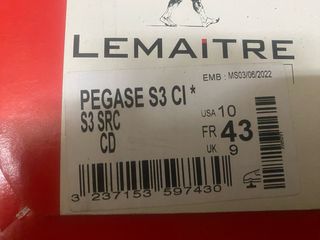 LEMAITRE
EMB : MS03/06/2022
PEGASE S3 CI *
S3 SRC
CD
USA 10
FR 43
UK 9
3 237153 597430